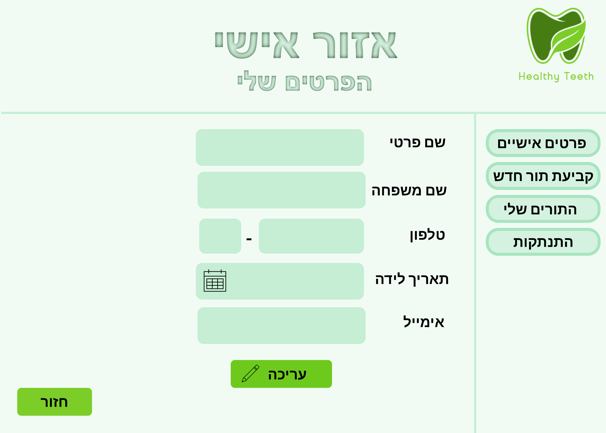 אזור אישי
הפרטים שלי
Healthy Teeth
פרטים אישיים
קביעת תור חדש
התורים שלי
התנתקות
שם פרטי
שם משפחה
טלפון
-
תאריך לידה
אימייל
עריכה
חזור